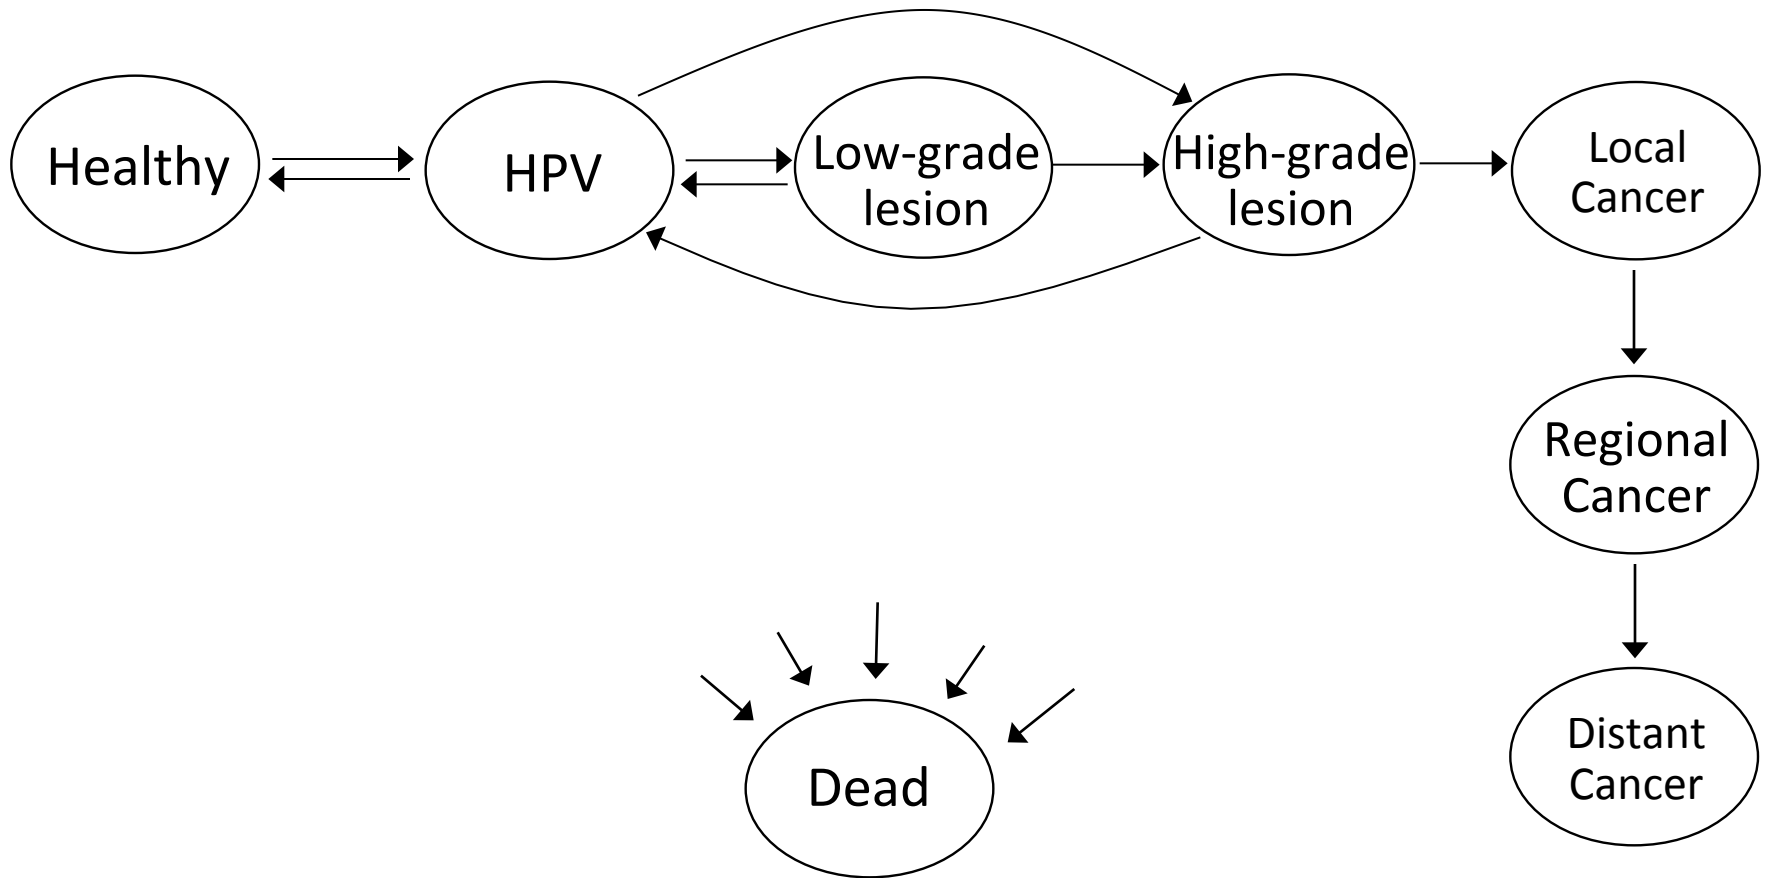 Healthy
HPV
Low-grade
lesion
High-grade
lesion
Local
Cancer
Regional
Cancer
Distant
Cancer
Dead